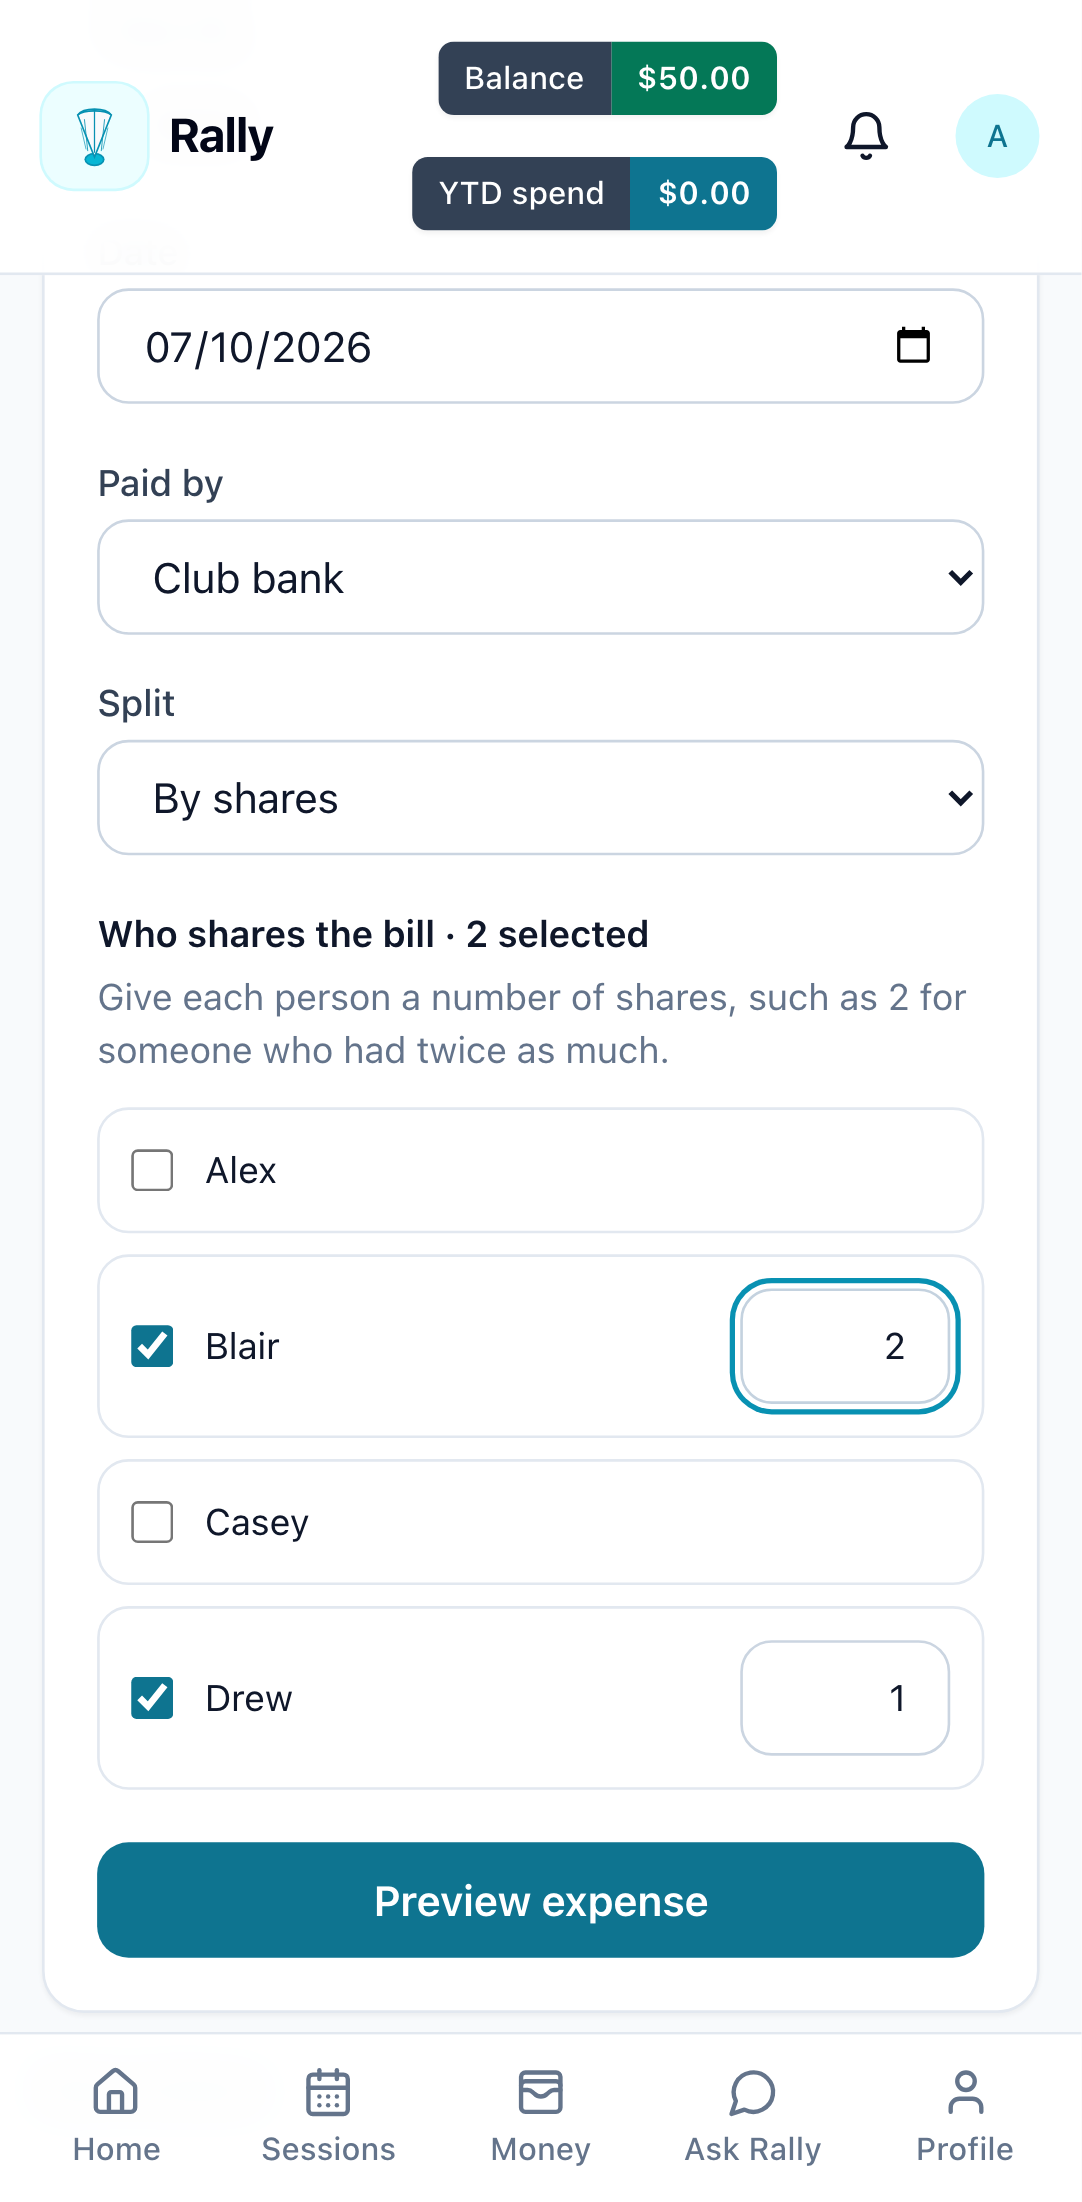 Balance $50.00
Rally
A
YTD spend $0.00
Date
07/10/2026
Paid by
Club bank
Split
By shares
Who shares the bill · 2 selected
Give each person a number of shares, such as 2 for
someone who had twice as much.
Alex
Blair 2
Casey
Drew 1
Preview expense
Home Sessions Money Ask Rally Profile